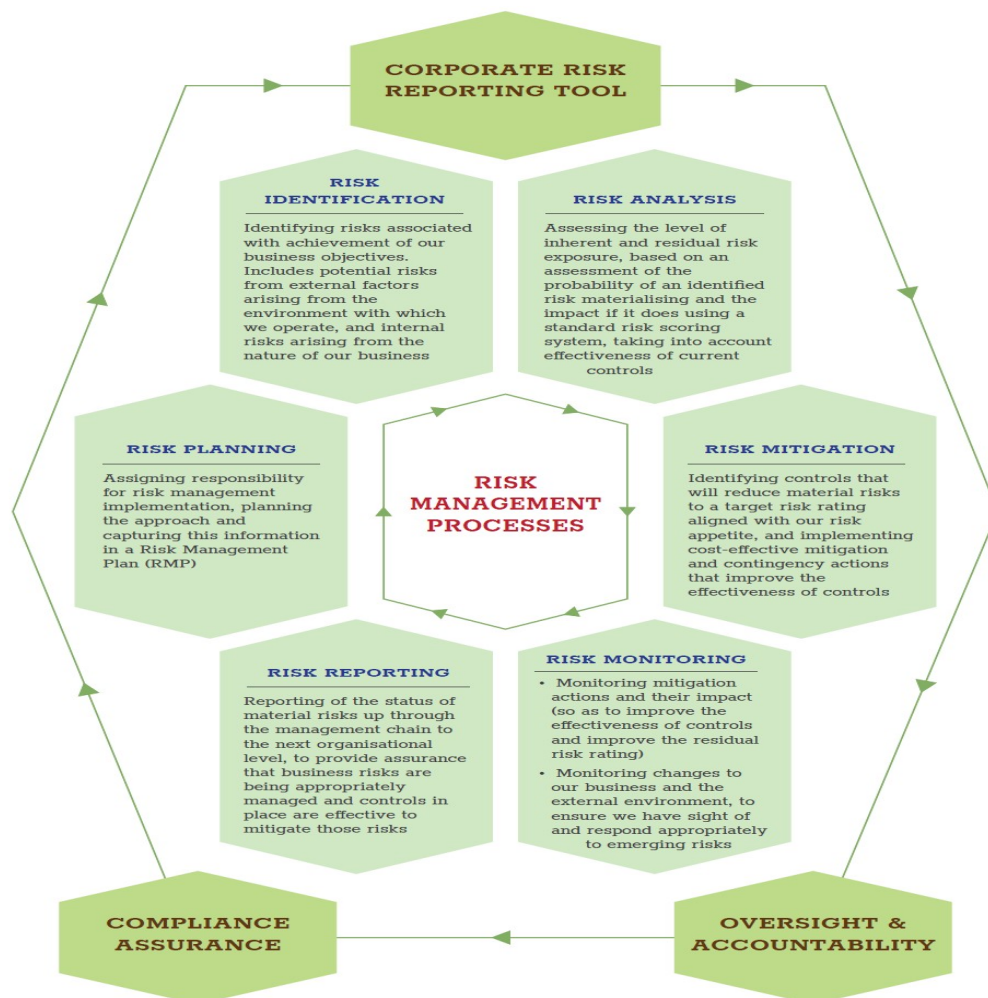 CORPORATE RISK
REPORTING TOOL
RISK
IDENTIFICATION
Identifying risks associated
with achievement of our
business objectives.
Includes potential risks
from external factors
arising from the
environment with which
we operate, and internal
risks arising from the
nature of our business
RISK ANALYSIS
Assessing the level of
inherent and residual risk
exposure, based on an
assessment of the
probability of an identified
risk materialising and the
impact if it does using a
standard risk scoring
system, taking into account
effectiveness of current
controls
RISK PLANNING
Assigning responsibility
for risk management
implementation, planning
the approach and
capturing this information
in a Risk Management
Plan (RMP)
RISK
MANAGEMENT
PROCESSES
RISK MITIGATION
Identifying controls that
will reduce material risks
to a target risk rating
aligned with our risk
appetite, and implementing
cost-effective mitigation
and contingency actions
that improve the
effectiveness of controls
RISK REPORTING
Reporting of the status of
material risks up through
the management chain to
the next organisational
level, to provide assurance
that business risks are
being appropriately
managed and controls in
place are effective to
mitigate those risks
RISK MONITORING
• Monitoring mitigation
actions and their impact
(so as to improve the
effectiveness of controls
and improve the residual
risk rating)
• Monitoring changes to
our business and the
external environment, to
ensure we have sight of
and respond appropriately
to emerging risks
COMPLIANCE
ASSURANCE
OVERSIGHT &
ACCOUNTABILITY